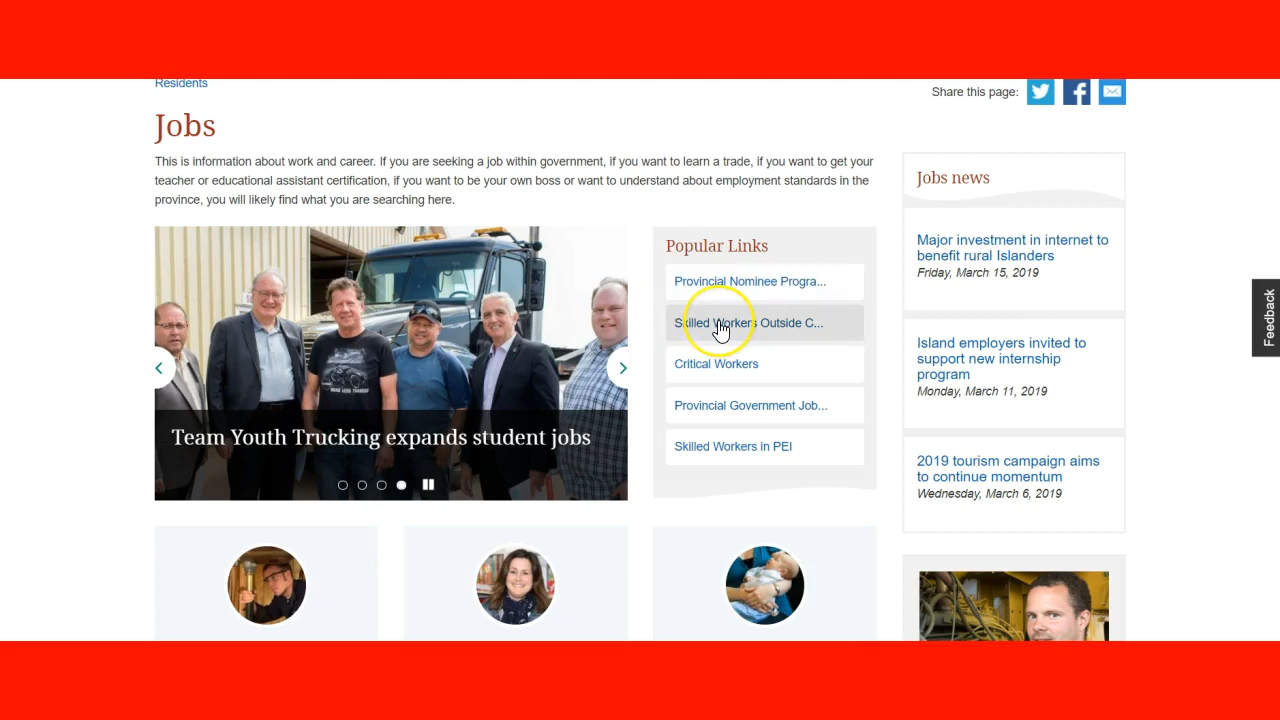 Residents
Share this page:
Jobs
This is information about work and career. If you are seeking a job within government, if you want to learn a trade, if you want to get your
teacher or educational assistant certification, if you want to be your own boss or want to understand about employment standards in the
province, you will likely find what you are searching here.
Team Youth Trucking expands student jobs
Popular Links
Provincial Nominee Progra...
Skilled Workers Outside C...
Critical Workers
Provincial Government Job...
Skilled Workers in PEI
Jobs news
Major investment in internet to
benefit rural Islanders
Friday, March 15, 2019
Island employers invited to
support new internship
program
Monday, March 11, 2019
2019 tourism campaign aims
to continue momentum
Wednesday, March 6, 2019
Feedback